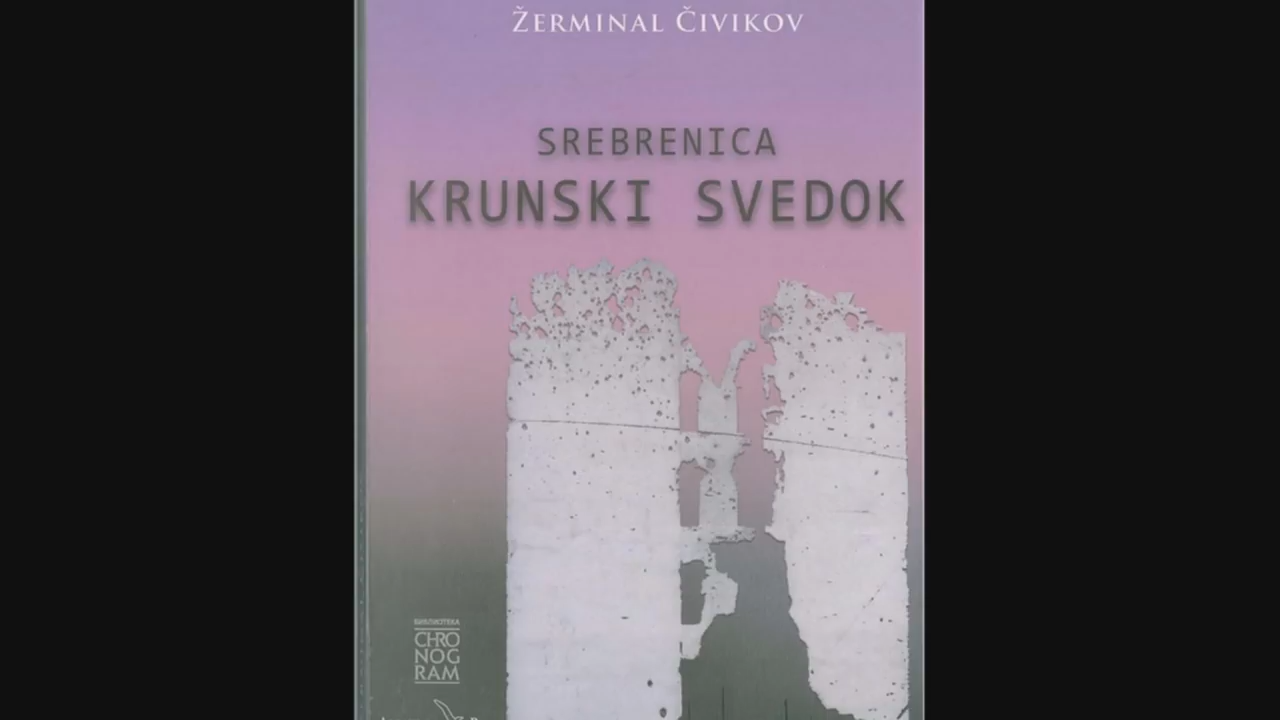 ŽERMINAL ČIVIKOV
SREBRENICA
KRUNSKI SVEDOK
БИБЛИОТЕКА
CHRO
NOG
RAM